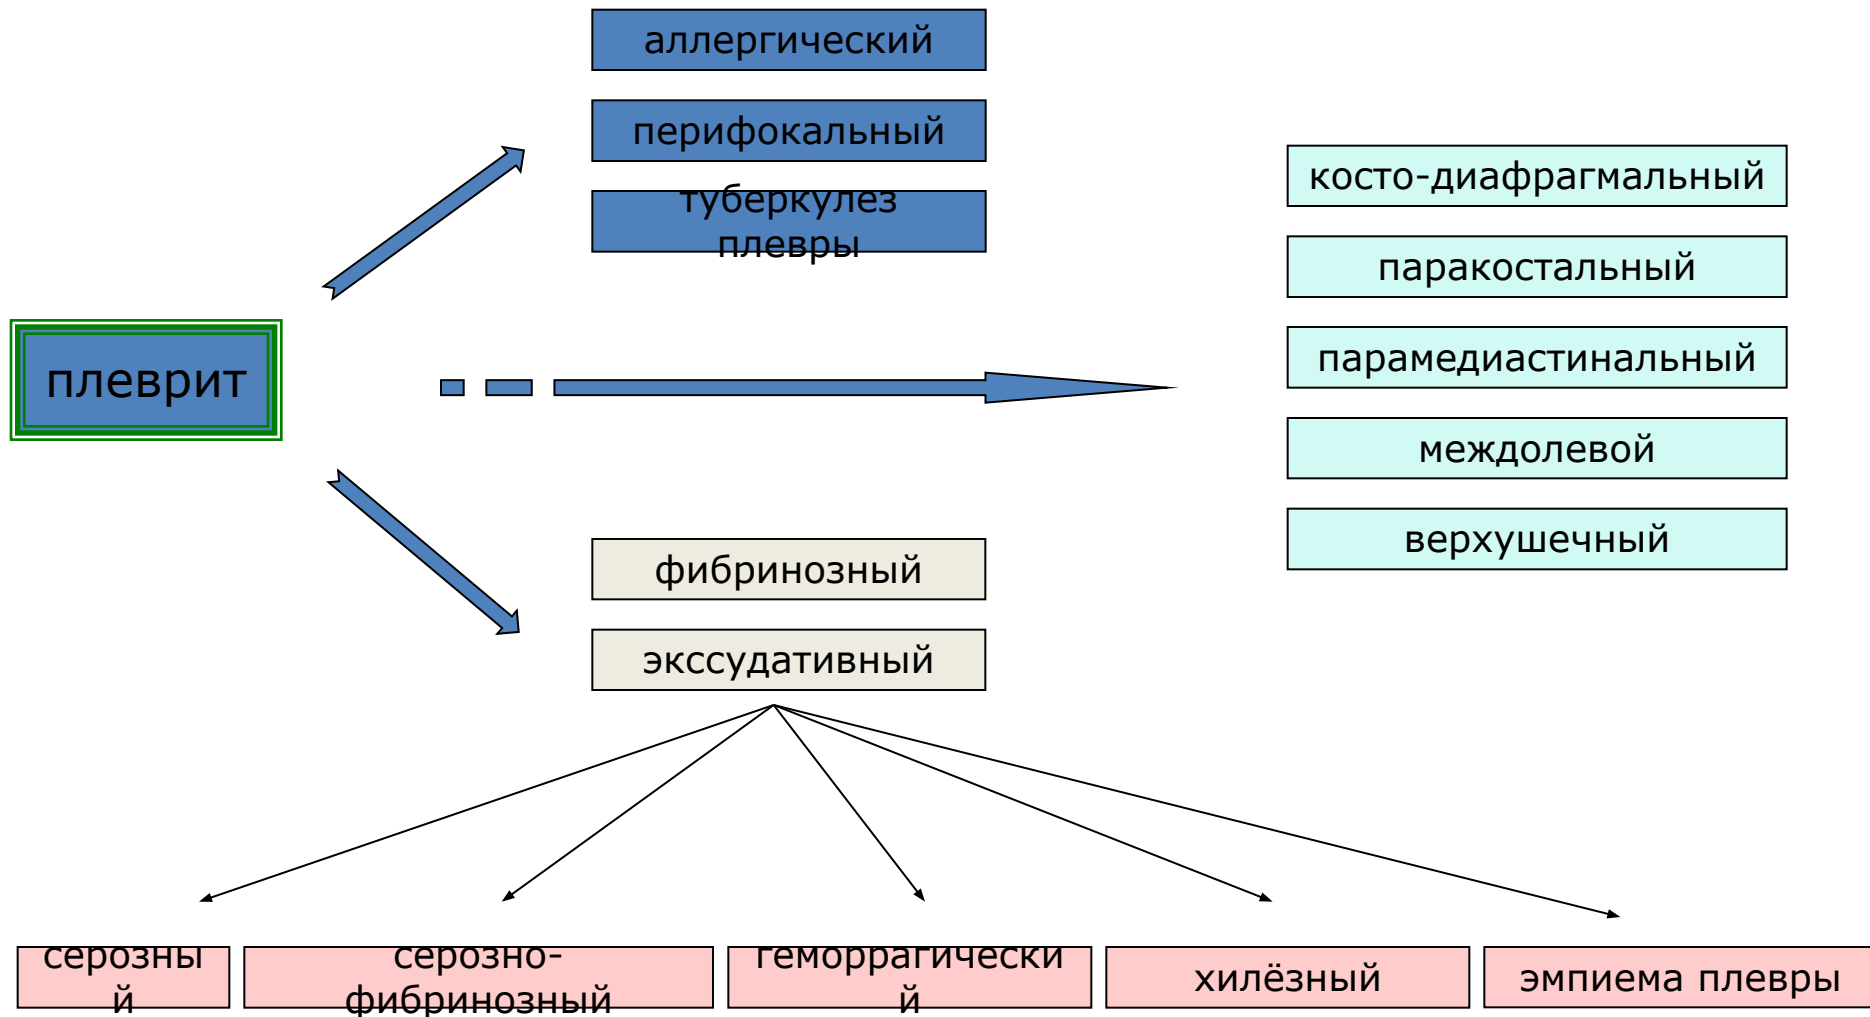 аллергический
перифокальный
туберкулез
плевры
косто-диафрагмальный
паракостальный
парамедиастинальный
междолевой
верхушечный
плеврит
фибринозный
экссудативный
серозны
й
серозно-
фибринозный
геморрагически
й
хилёзный
эмпиема плевры